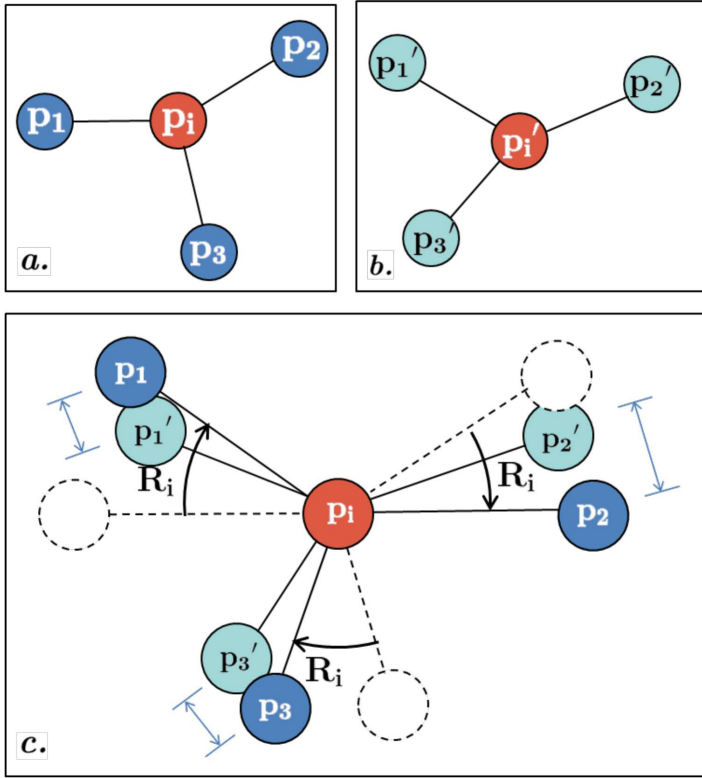 p₂
p₁
pᵢ
p₃
a.
p₁′
p₂′
pᵢ′
p₃′
b.
p₁
p₁′
p₂′
Rᵢ
Rᵢ
pᵢ
p₂
p₃′
Rᵢ
p₃
c.